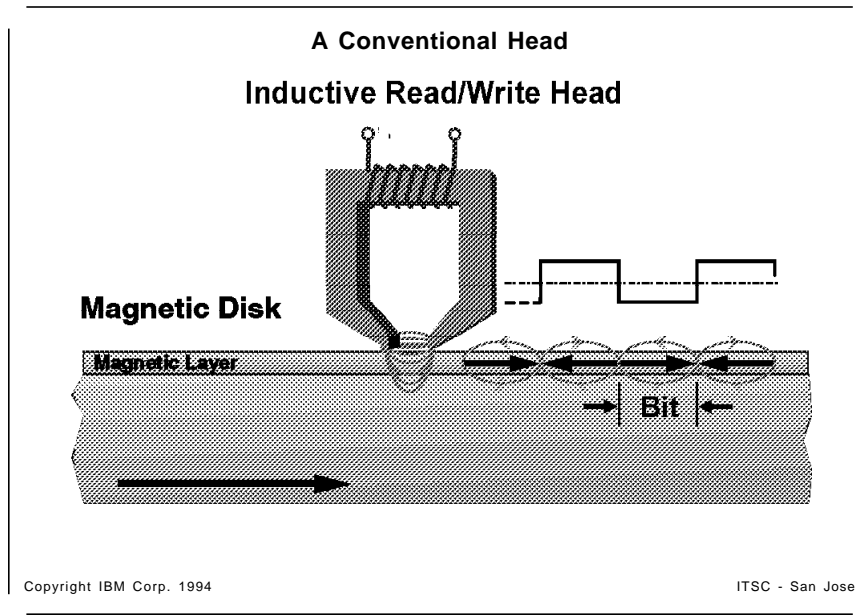 A Conventional Head
Inductive Read/Write Head
Magnetic Disk
Magnetic Layer
Bit
Copyright IBM Corp. 1994
ITSC - San Jose